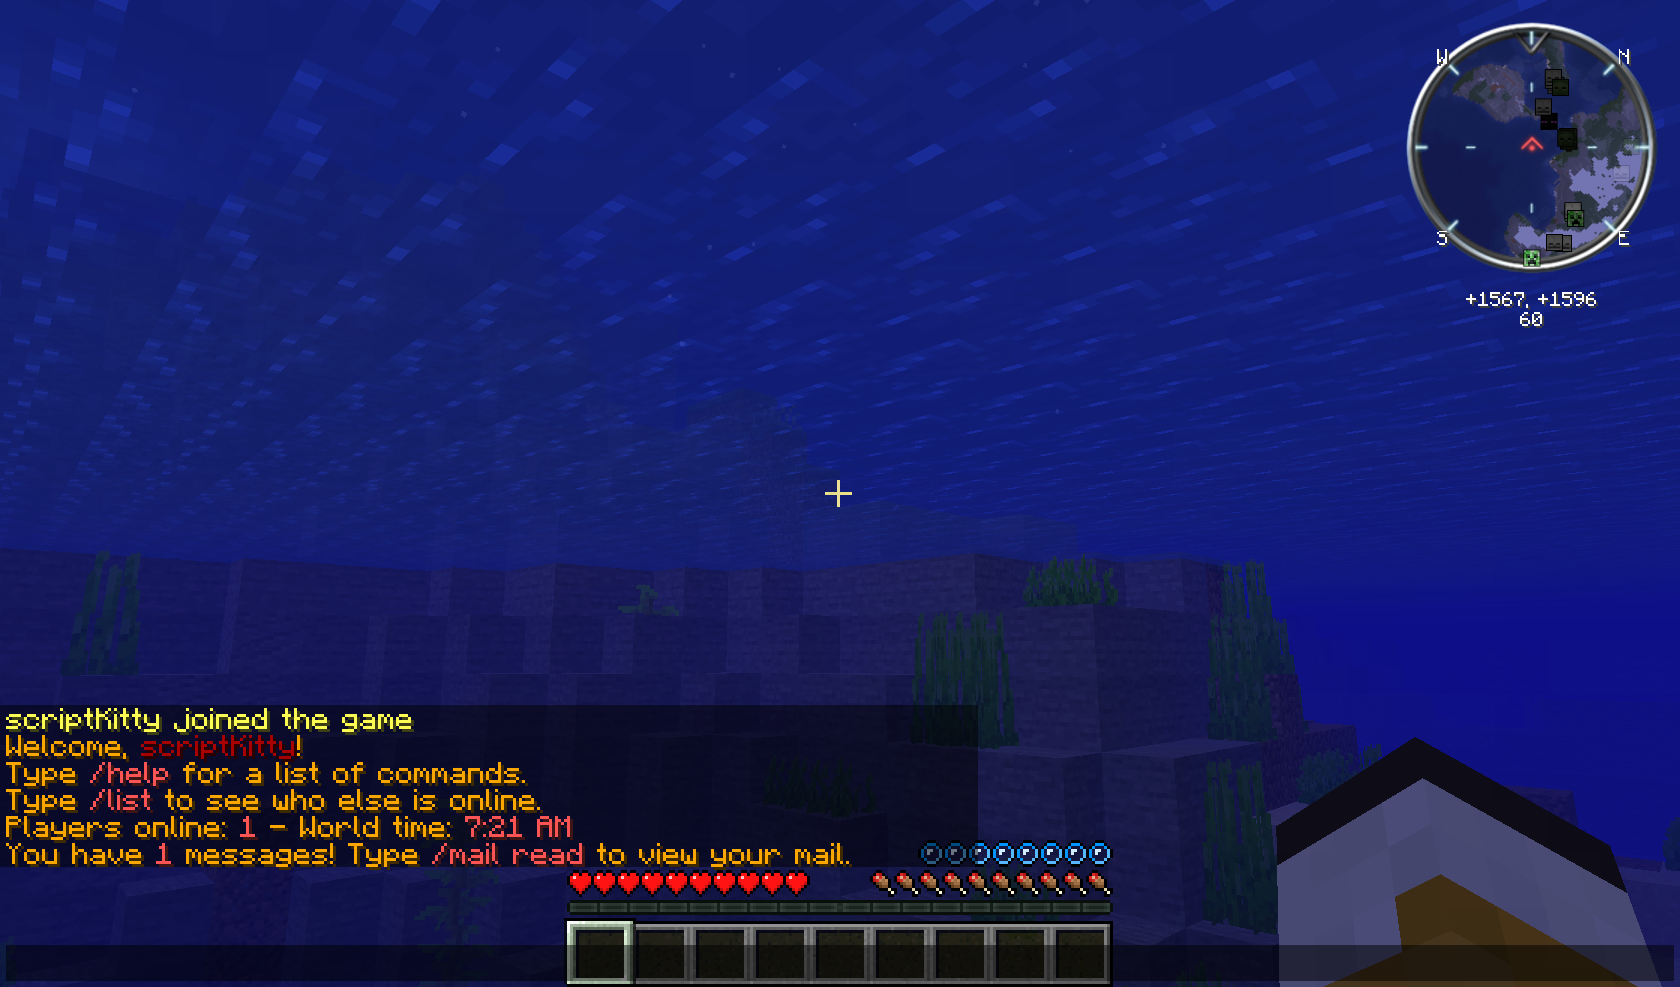 W N
S E
+1567, +1596
60
scriptKitty joined the game
Welcome, scriptKitty!
Type /help for a list of commands.
Type /list to see who else is online.
Players online: 1 - World time: 7:21 AM
You have 1 messages! Type /mail read to view your mail.